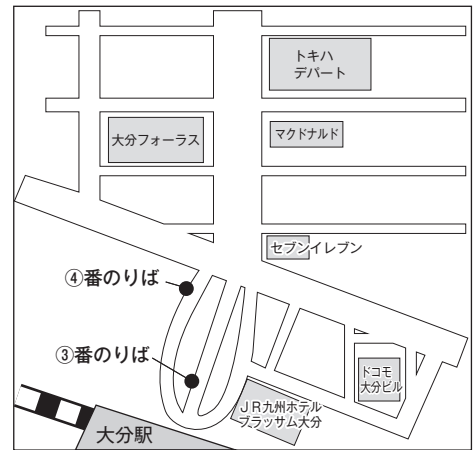 トキハ
デパート
大分フォーラス
マクドナルド
セブンイレブン
④番のりば
③番のりば
ドコモ
大分ビル
JR九州ホテル
ブラッサム大分
大分駅